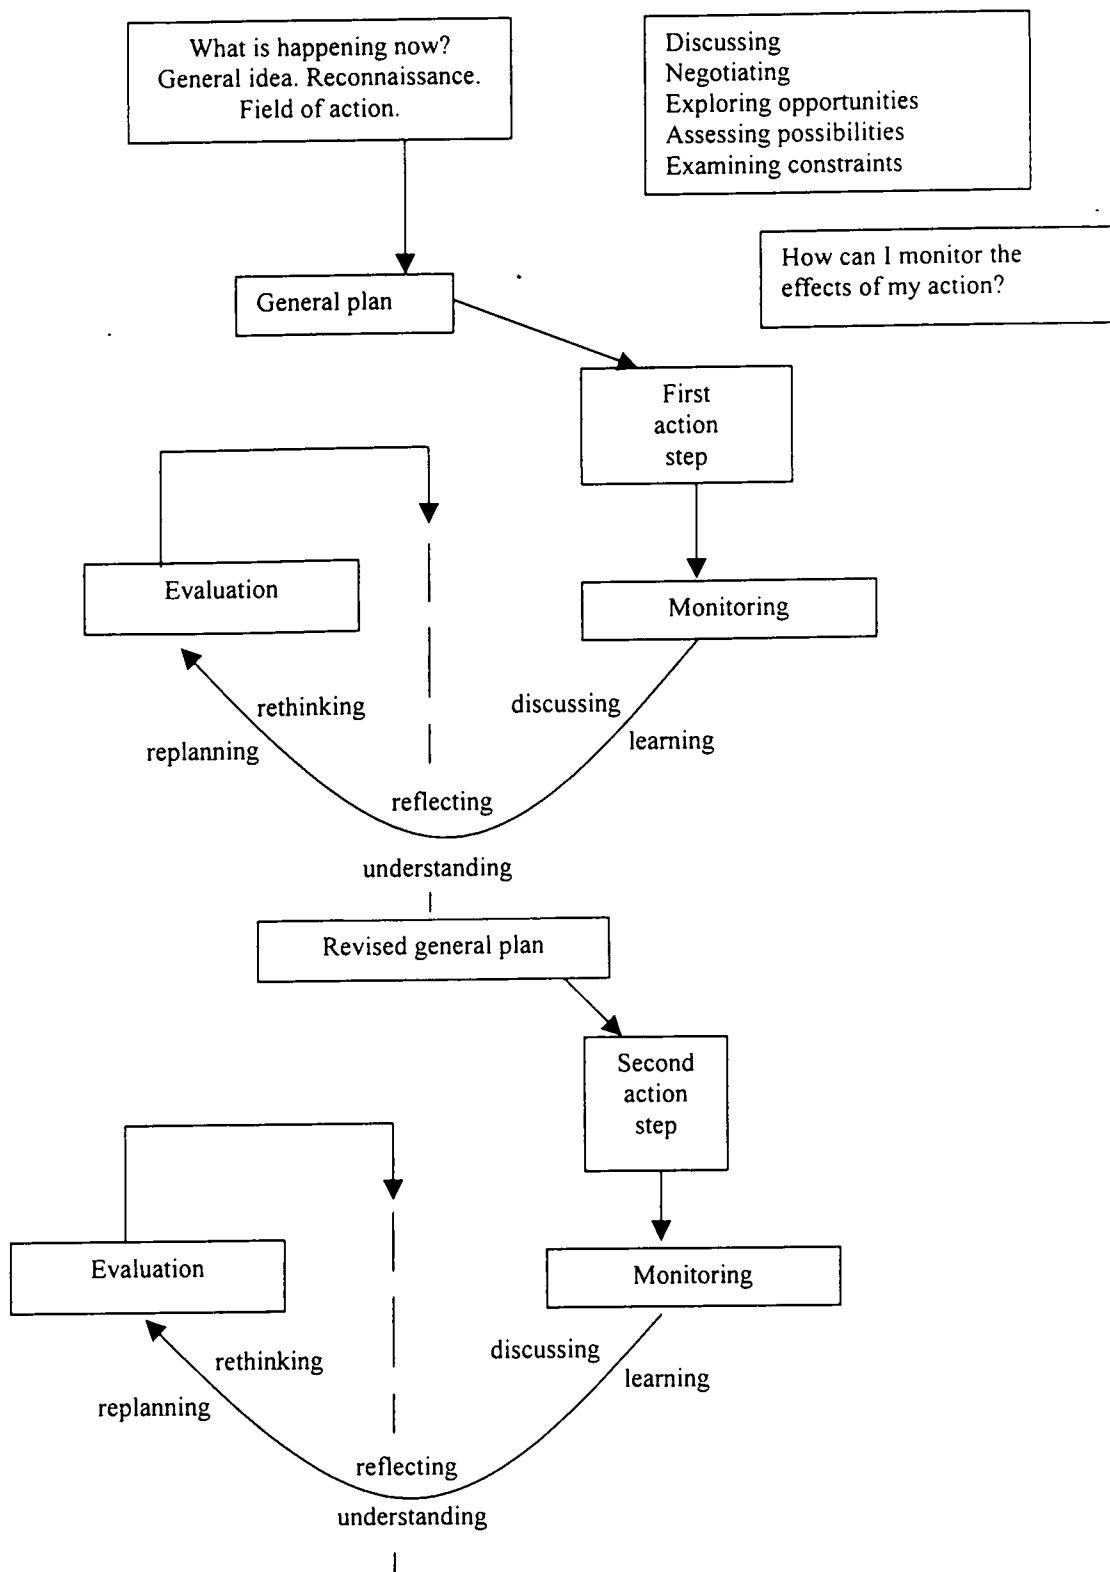 What is happening now?
General idea. Reconnaissance.
Field of action.
Discussing
Negotiating
Exploring opportunities
Assessing possibilities
Examining constraints
How can I monitor the
effects of my action?
General plan
First
action
step
Evaluation
Monitoring
rethinking
discussing
replanning
learning
reflecting
understanding
Revised general plan
Second
action
step
Evaluation
Monitoring
rethinking
discussing
replanning
learning
reflecting
understanding